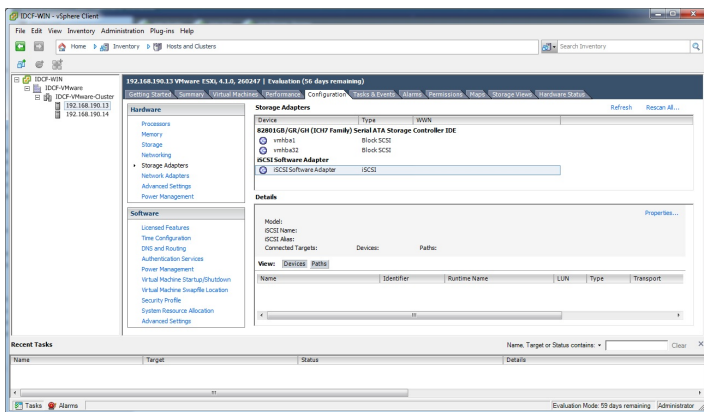 IDCF-WIN - vSphere Client
File Edit View Inventory Administration Plug-ins Help
Home Inventory Hosts and Clusters Search Inventory
IDCF-WIN
IDCF-VMware
IDCF-VMware-Cluster
192.168.190.13
192.168.190.14
192.168.190.13 VMware ESXi, 4.1.0, 260247 | Evaluation (56 days remaining)
Getting Started Summary Virtual Machines Performance Configuration Tasks & Events Alarms Permissions Maps Storage Views Hardware Status
Hardware
Processors
Memory
Storage
Networking
Storage Adapters
Network Adapters
Advanced Settings
Power Management
Software
Licensed Features
Time Configuration
DNS and Routing
Authentication Services
Power Management
Virtual Machine Startup/Shutdown
Virtual Machine Swapfile Location
Security Profile
System Resource Allocation
Advanced Settings
Storage Adapters Refresh Rescan All...
Device Type WWN
82801GB/GR/GH (ICH7 Family) Serial ATA Storage Controller IDE
vmhba1 Block SCSI
vmhba32 Block SCSI
iSCSI Software Adapter
iSCSI Software Adapter iSCSI
Details
Properties...
Model:
iSCSI Name:
iSCSI Alias:
Connected Targets: Devices: Paths:
View: Devices Paths
Name Identifier Runtime Name LUN Type Transport
Recent Tasks Name, Target or Status contains: Clear
Name Target Status Details
Tasks Alarms Evaluation Mode: 59 days remaining Administrator